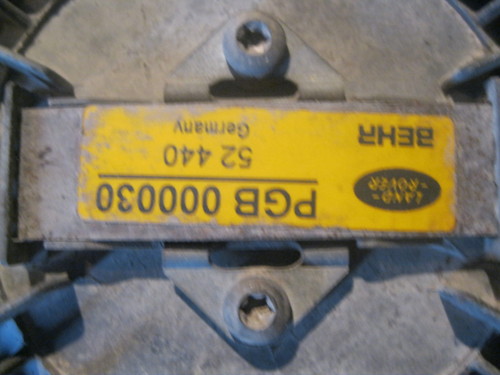 LAND-
-ROVER
PGB 000030
52 440
Germany
BEHR